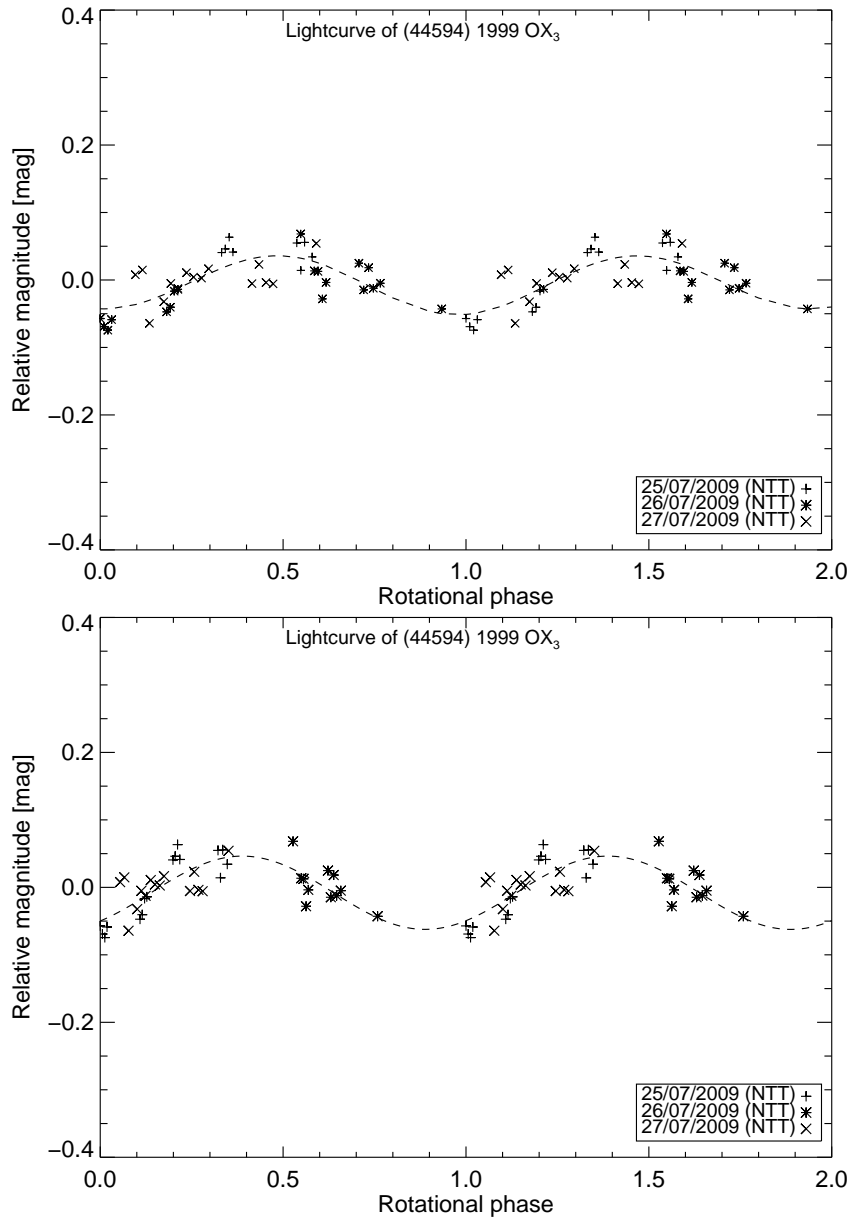 Lightcurve of (44594) 1999 OX₃
0.4
0.2
0.0
−0.2
−0.4
Relative magnitude [mag]
25/07/2009 (NTT)
26/07/2009 (NTT)
27/07/2009 (NTT)
0.0 0.5 1.0 1.5 2.0
Rotational phase
Lightcurve of (44594) 1999 OX₃
0.4
0.2
0.0
−0.2
−0.4
Relative magnitude [mag]
25/07/2009 (NTT)
26/07/2009 (NTT)
27/07/2009 (NTT)
0.0 0.5 1.0 1.5 2.0
Rotational phase